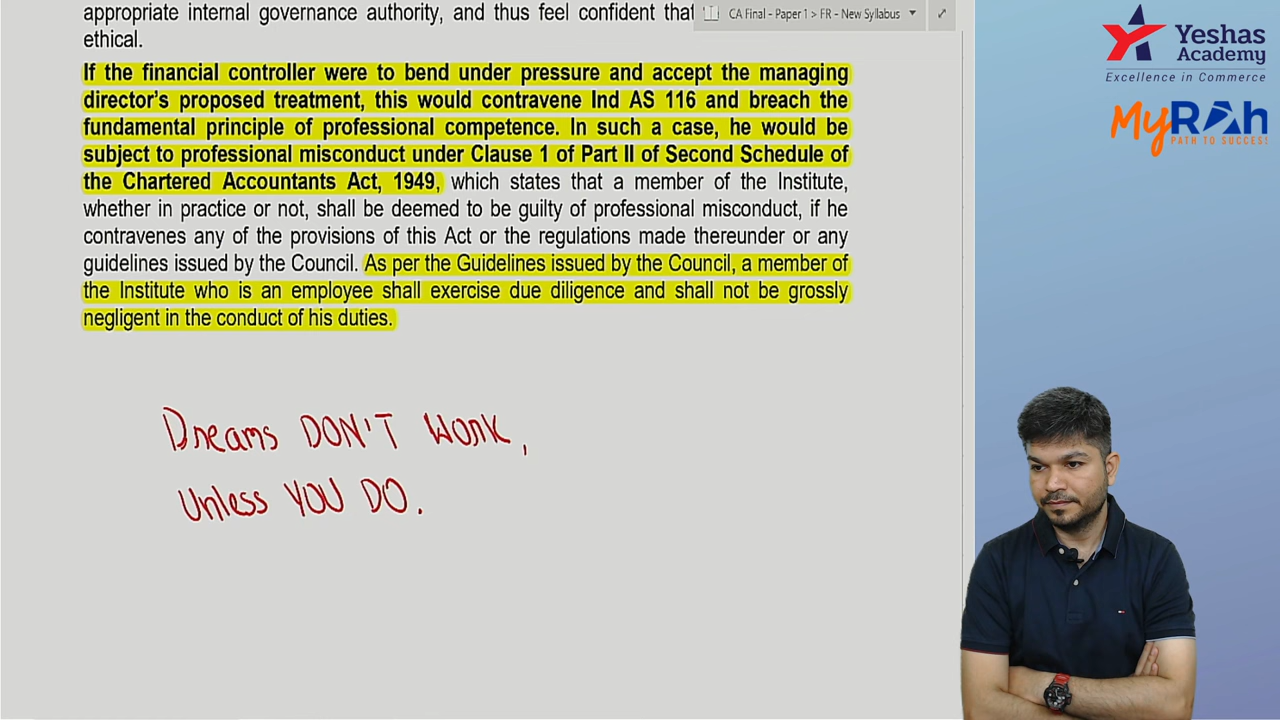 appropriate internal governance authority, and thus feel confident that
ethical.
If the financial controller were to bend under pressure and accept the managing
director's proposed treatment, this would contravene Ind AS 116 and breach the
fundamental principle of professional competence. In such a case, he would be
subject to professional misconduct under Clause 1 of Part II of Second Schedule of
the Chartered Accountants Act, 1949, which states that a member of the Institute,
whether in practice or not, shall be deemed to be guilty of professional misconduct, if he
contravenes any of the provisions of this Act or the regulations made thereunder or any
guidelines issued by the Council. As per the Guidelines issued by the Council, a member of
the Institute who is an employee shall exercise due diligence and shall not be grossly
negligent in the conduct of his duties.
Dreams DON'T WORK,
Unless YOU DO.
CA Final - Paper 1 > FR - New Syllabus
Yeshas
Academy
Excellence in Commerce
MyRAh
PATH TO SUCCESS